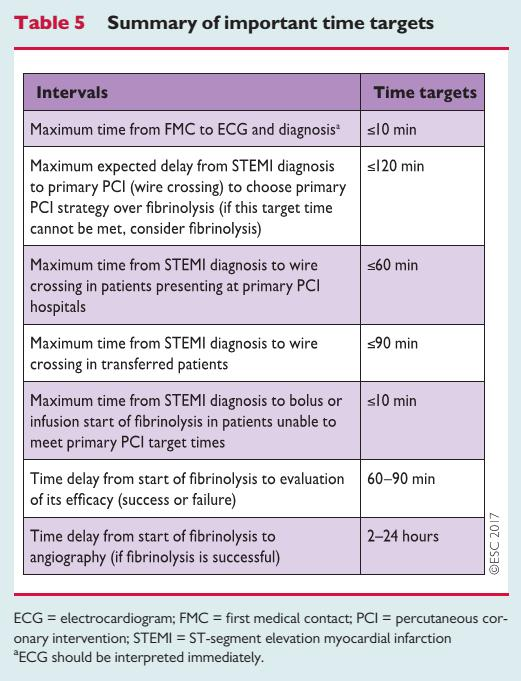 Table 5 Summary of important time targets
Intervals Time targets
Maximum time from FMC to ECG and diagnosisᵃ ≤10 min
Maximum expected delay from STEMI diagnosis ≤120 min
to primary PCI (wire crossing) to choose primary
PCI strategy over fibrinolysis (if this target time
cannot be met, consider fibrinolysis)
Maximum time from STEMI diagnosis to wire ≤60 min
crossing in patients presenting at primary PCI
hospitals
Maximum time from STEMI diagnosis to wire ≤90 min
crossing in transferred patients
Maximum time from STEMI diagnosis to bolus or ≤10 min
infusion start of fibrinolysis in patients unable to
meet primary PCI target times
Time delay from start of fibrinolysis to evaluation 60–90 min
of its efficacy (success or failure)
Time delay from start of fibrinolysis to 2–24 hours
angiography (if fibrinolysis is successful)
©ESC 2017
ECG = electrocardiogram; FMC = first medical contact; PCI = percutaneous cor-
onary intervention; STEMI = ST-segment elevation myocardial infarction
ᵃECG should be interpreted immediately.